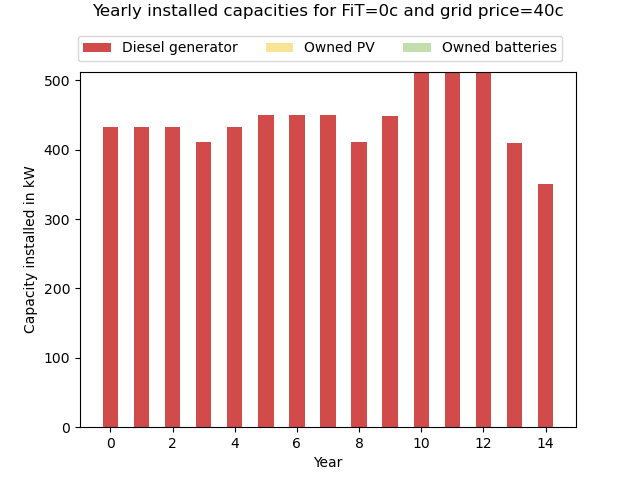 Yearly installed capacities for FiT=0c and grid price=40c
Diesel generator Owned PV Owned batteries
500
400
300
200
100
0
Capacity installed in kW
0 2 4 6 8 10 12 14
Year